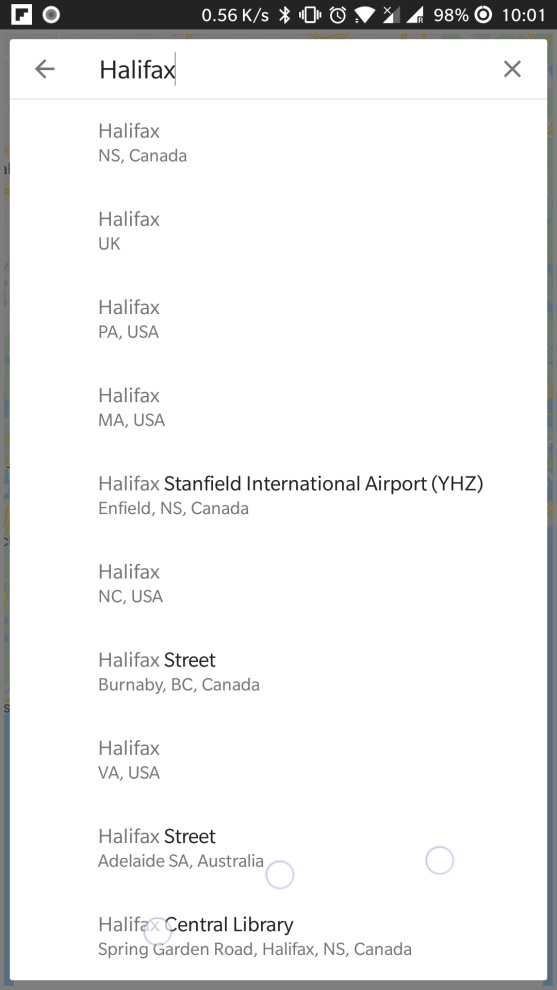 0.56 K/s 98% 10:01
Halifax
Halifax
NS, Canada
Halifax
UK
Halifax
PA, USA
Halifax
MA, USA
Halifax Stanfield International Airport (YHZ)
Enfield, NS, Canada
Halifax
NC, USA
Halifax Street
Burnaby, BC, Canada
Halifax
VA, USA
Halifax Street
Adelaide SA, Australia
Halifax Central Library
Spring Garden Road, Halifax, NS, Canada